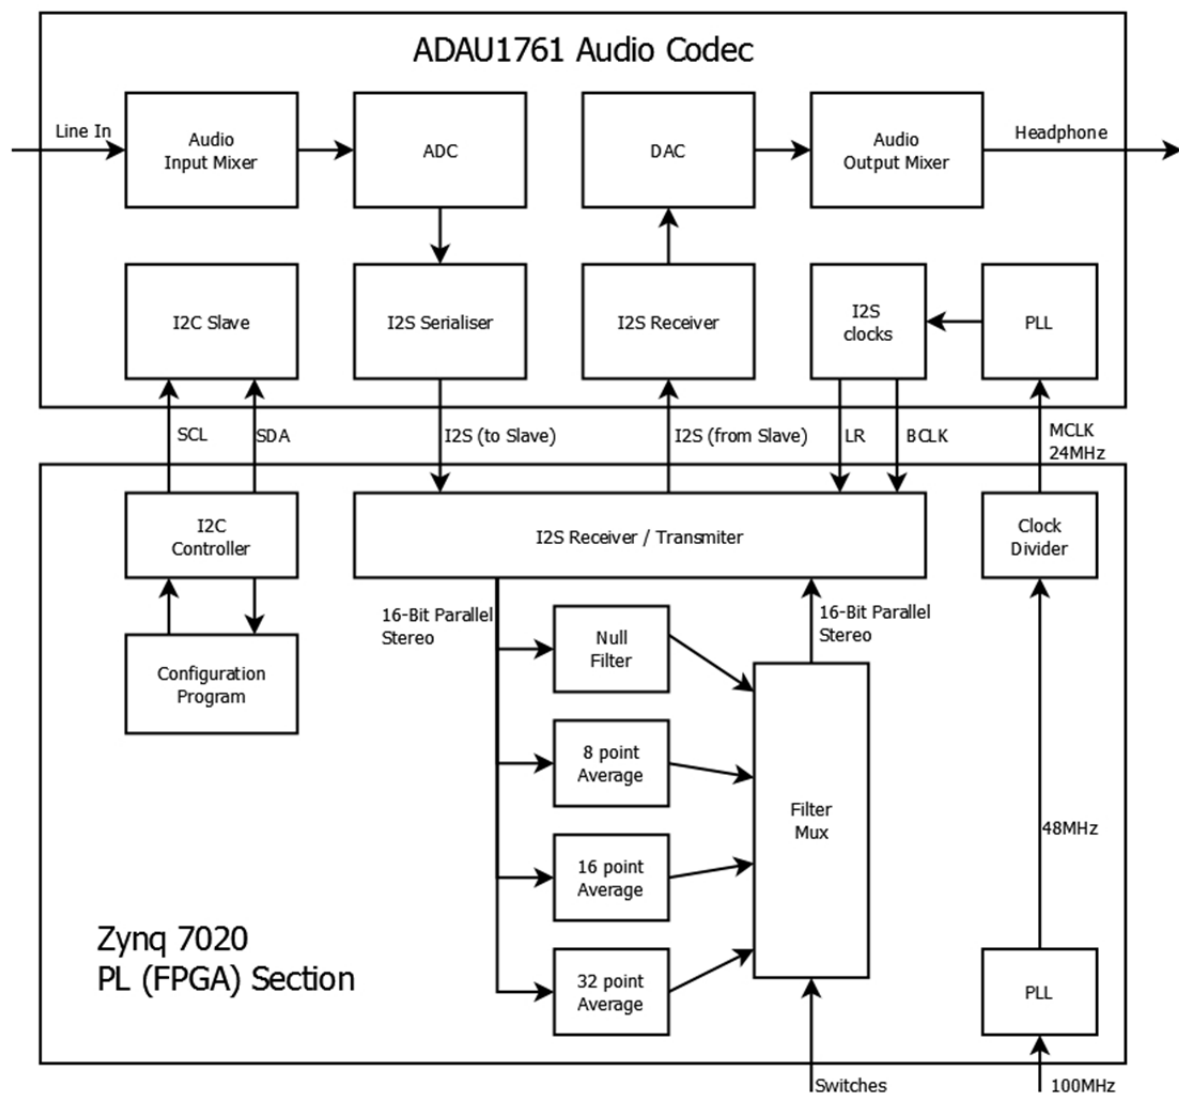 ADAU1761 Audio Codec
Line In
Audio
Input Mixer
ADC
DAC
Audio
Output Mixer
Headphone
I2C Slave
I2S Serialiser
I2S Receiver
I2S
clocks
PLL
SCL
SDA
I2S (to Slave)
I2S (from Slave)
LR
BCLK
MCLK
24MHz
I2C
Controller
I2S Receiver / Transmiter
Clock
Divider
16-Bit Parallel
Stereo
Null
Filter
16-Bit Parallel
Stereo
Configuration
Program
8 point
Average
Filter
Mux
48MHz
16 point
Average
Zynq 7020
PL (FPGA) Section
32 point
Average
PLL
Switches
100MHz